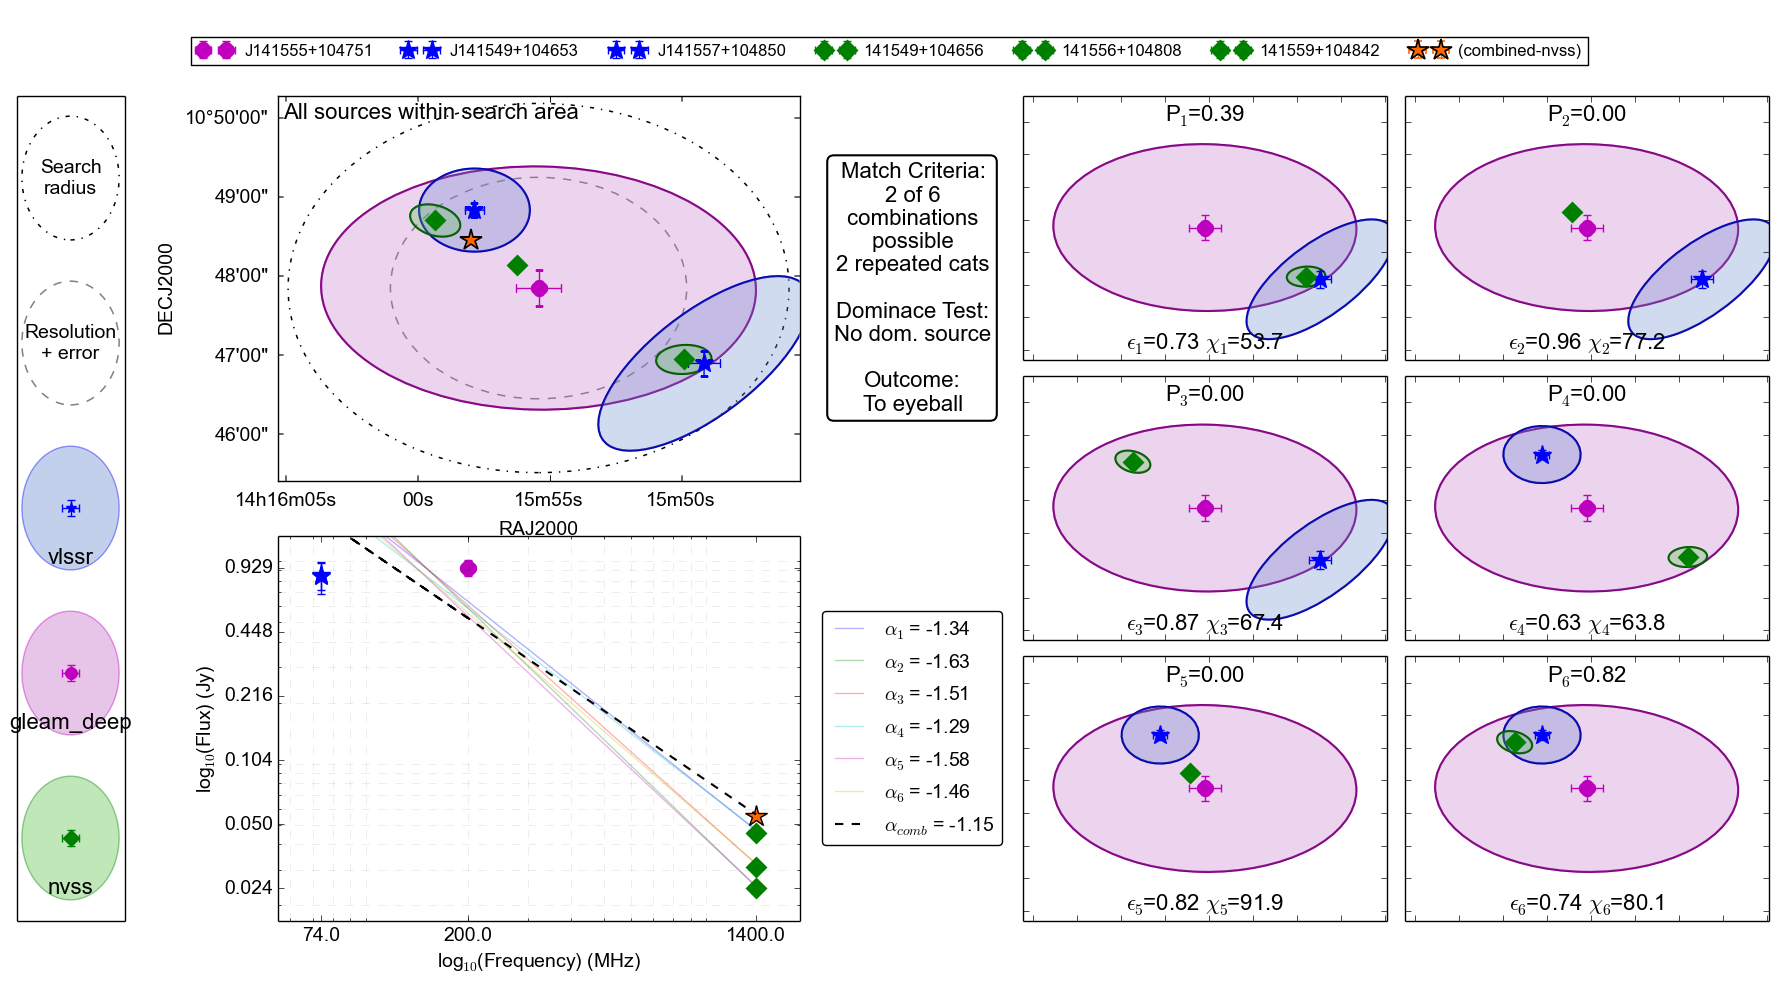 J141555+104751 J141549+104653 J141557+104850 141549+104656 141556+104808 141559+104842 (combined-nvss)
Search
radius
Resolution
+ error
vlssr
gleam_deep
nvss
All sources within search area
DECJ2000
10°50'00"
49'00"
48'00"
47'00"
46'00"
14h16m05s 00s 15m55s 15m50s
RAJ2000
Match Criteria:
2 of 6
combinations
possible
2 repeated cats
Dominace Test:
No dom. source
Outcome:
To eyeball
log₁₀(Flux) (Jy)
0.929
0.448
0.216
0.104
0.050
0.024
74.0 200.0 1400.0
log₁₀(Frequency) (MHz)
α₁ = -1.34
α₂ = -1.63
α₃ = -1.51
α₄ = -1.29
α₅ = -1.58
α₆ = -1.46
α_comb = -1.15
P₁=0.39
ϵ₁=0.73 χ₁=53.7
P₂=0.00
ϵ₂=0.96 χ₂=77.2
P₃=0.00
ϵ₃=0.87 χ₃=67.4
P₄=0.00
ϵ₄=0.63 χ₄=63.8
P₅=0.00
ϵ₅=0.82 χ₅=91.9
P₆=0.82
ϵ₆=0.74 χ₆=80.1